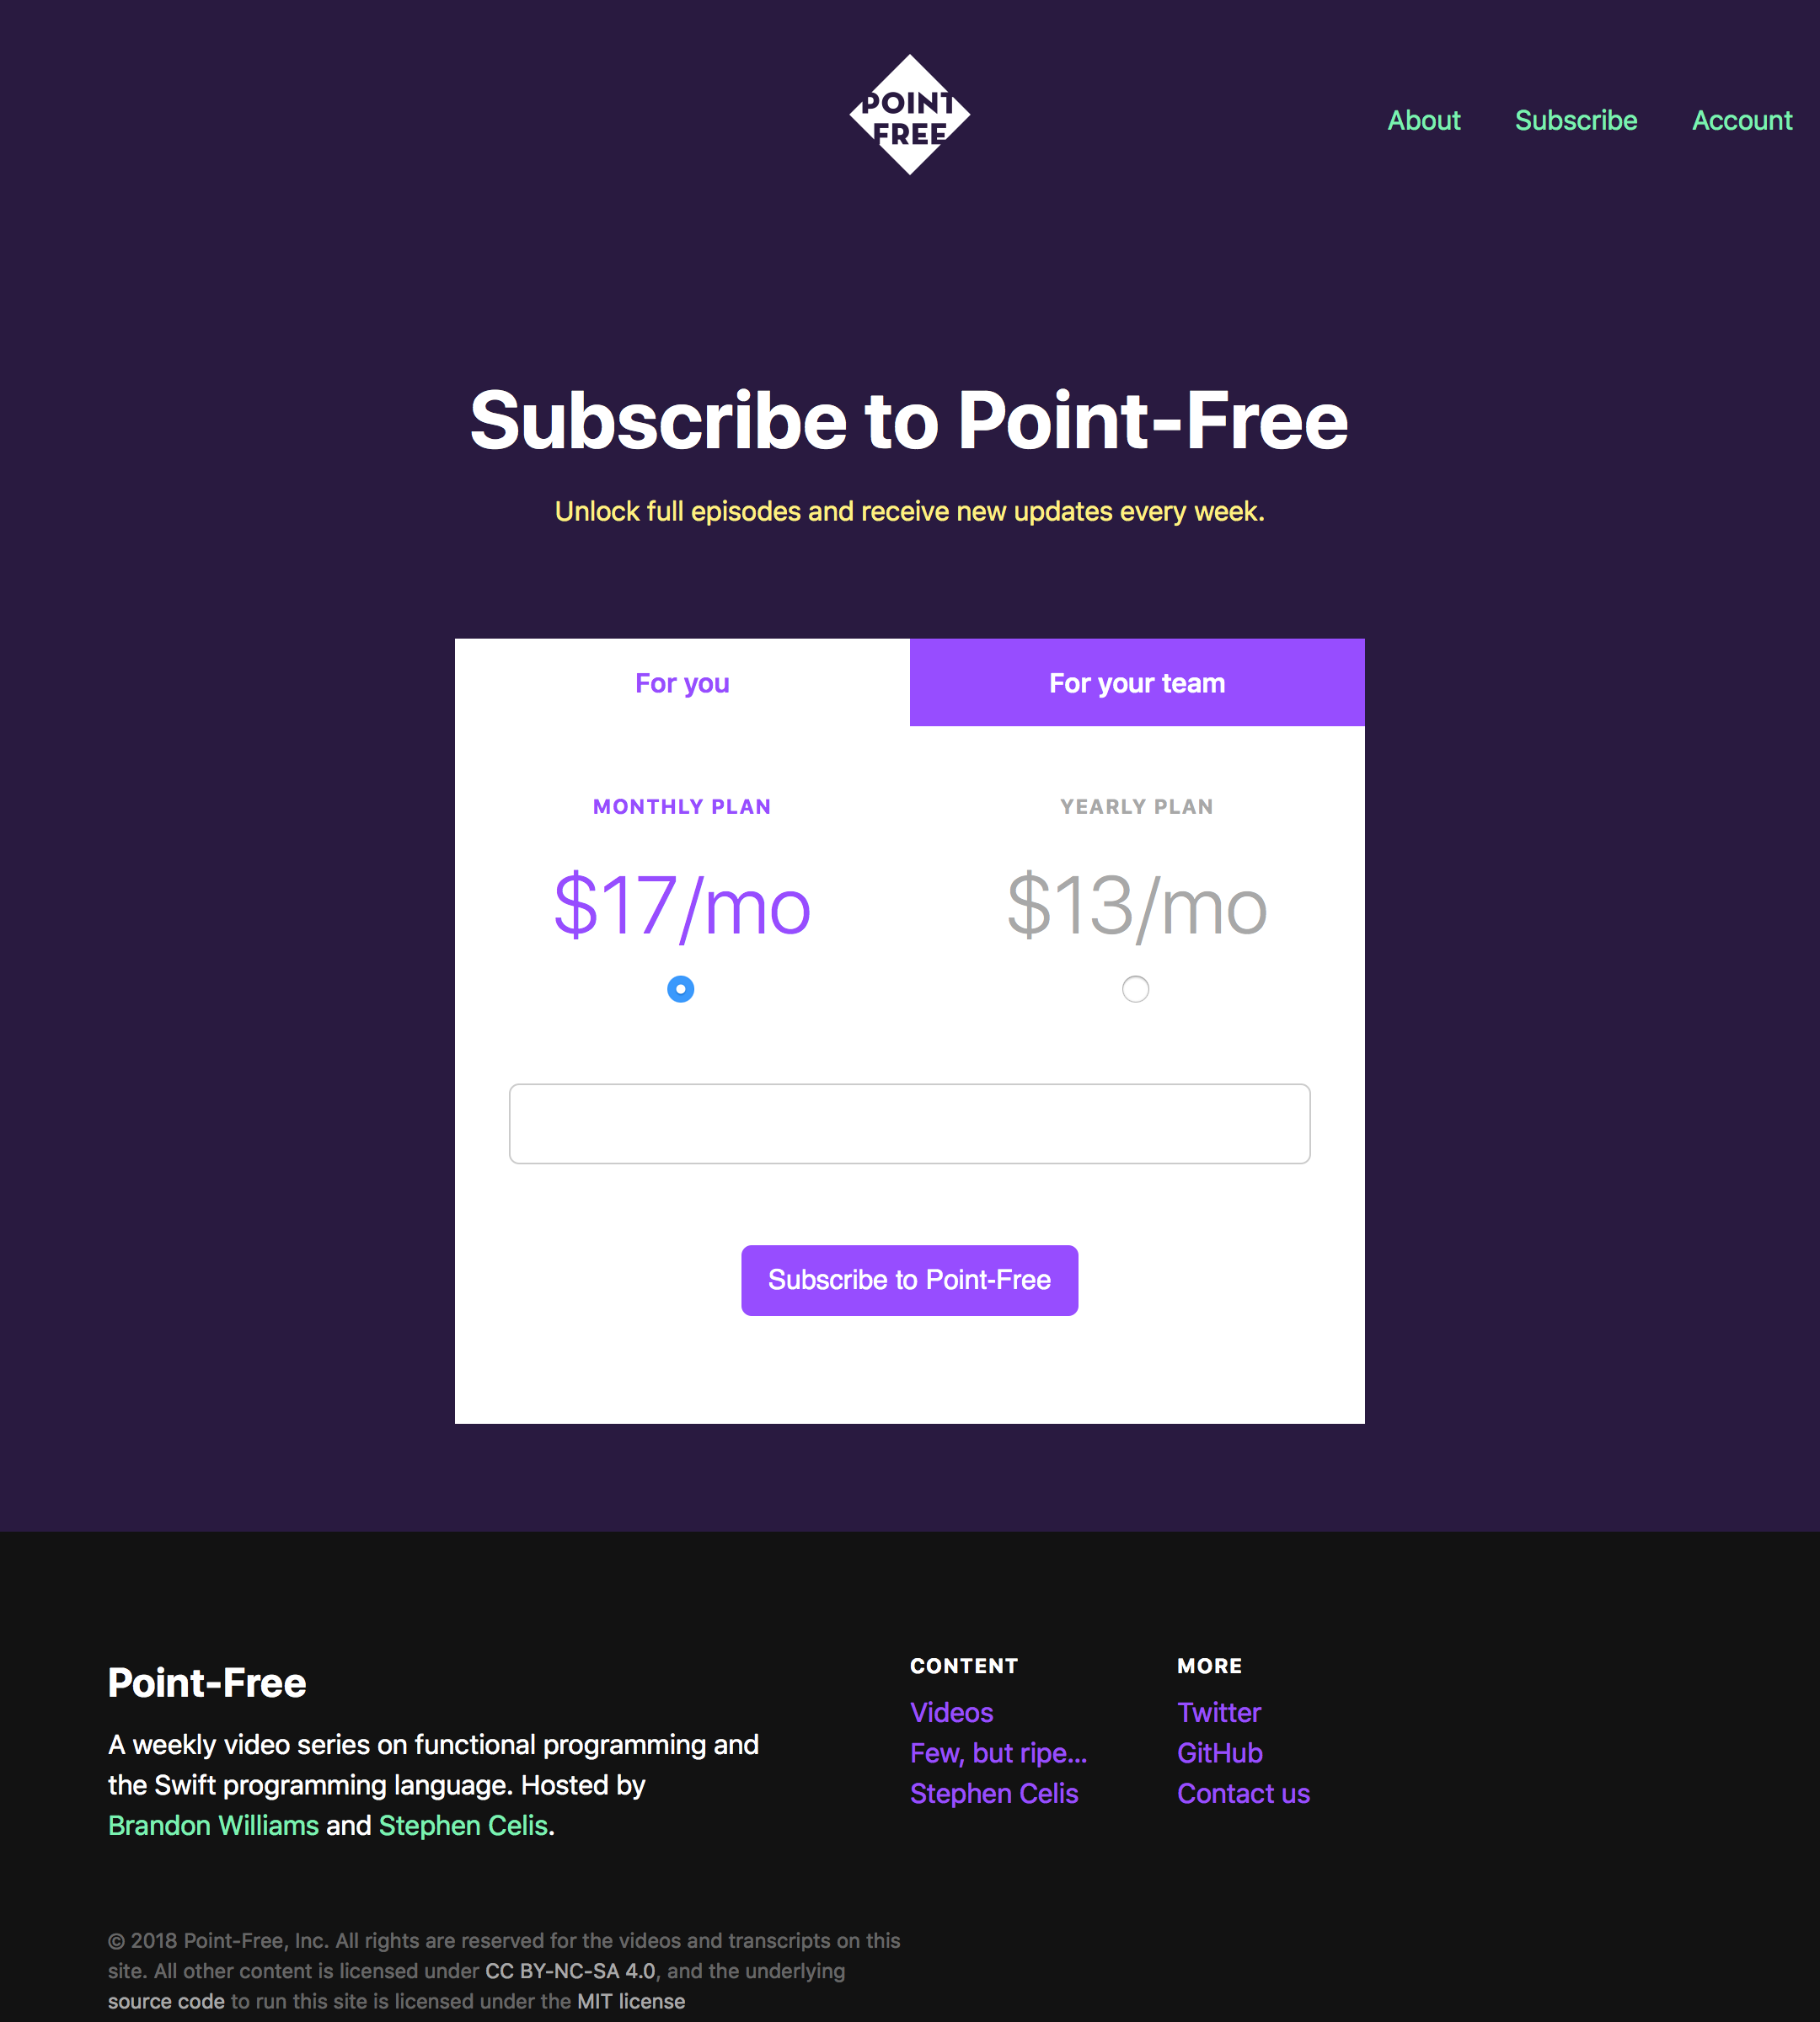 POINT
FREE
About Subscribe Account
Subscribe to Point-Free
Unlock full episodes and receive new updates every week.
For you For your team
MONTHLY PLAN YEARLY PLAN
$17/mo $13/mo
Subscribe to Point-Free
Point-Free
A weekly video series on functional programming and
the Swift programming language. Hosted by
Brandon Williams and Stephen Celis.
CONTENT
Videos
Few, but ripe...
Stephen Celis
MORE
Twitter
GitHub
Contact us
© 2018 Point-Free, Inc. All rights are reserved for the videos and transcripts on this
site. All other content is licensed under CC BY-NC-SA 4.0, and the underlying
source code to run this site is licensed under the MIT license